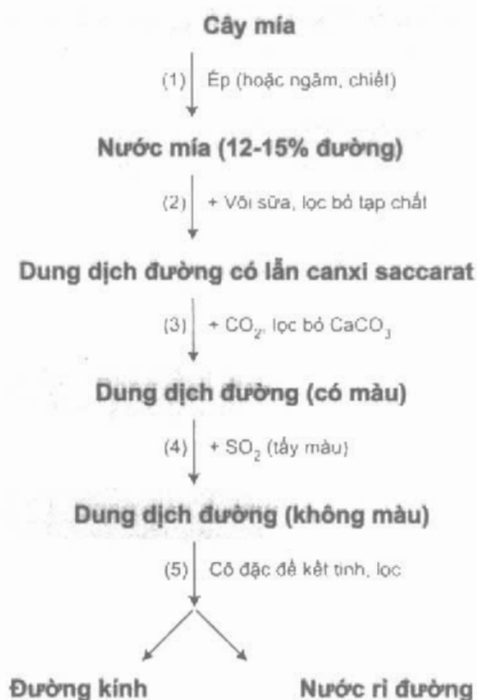 Cây mía
(1) Ép (hoặc ngâm, chiết)
Nước mía (12-15% đường)
(2) + Vôi sữa, lọc bỏ tạp chất
Dung dịch đường có lẫn canxi saccarat
(3) + CO₂, lọc bỏ CaCO₃
Dung dịch đường (có màu)
(4) + SO₂ (tẩy màu)
Dung dịch đường (không màu)
(5) Cô đặc để kết tinh, lọc
Đường kính Nước rỉ đường